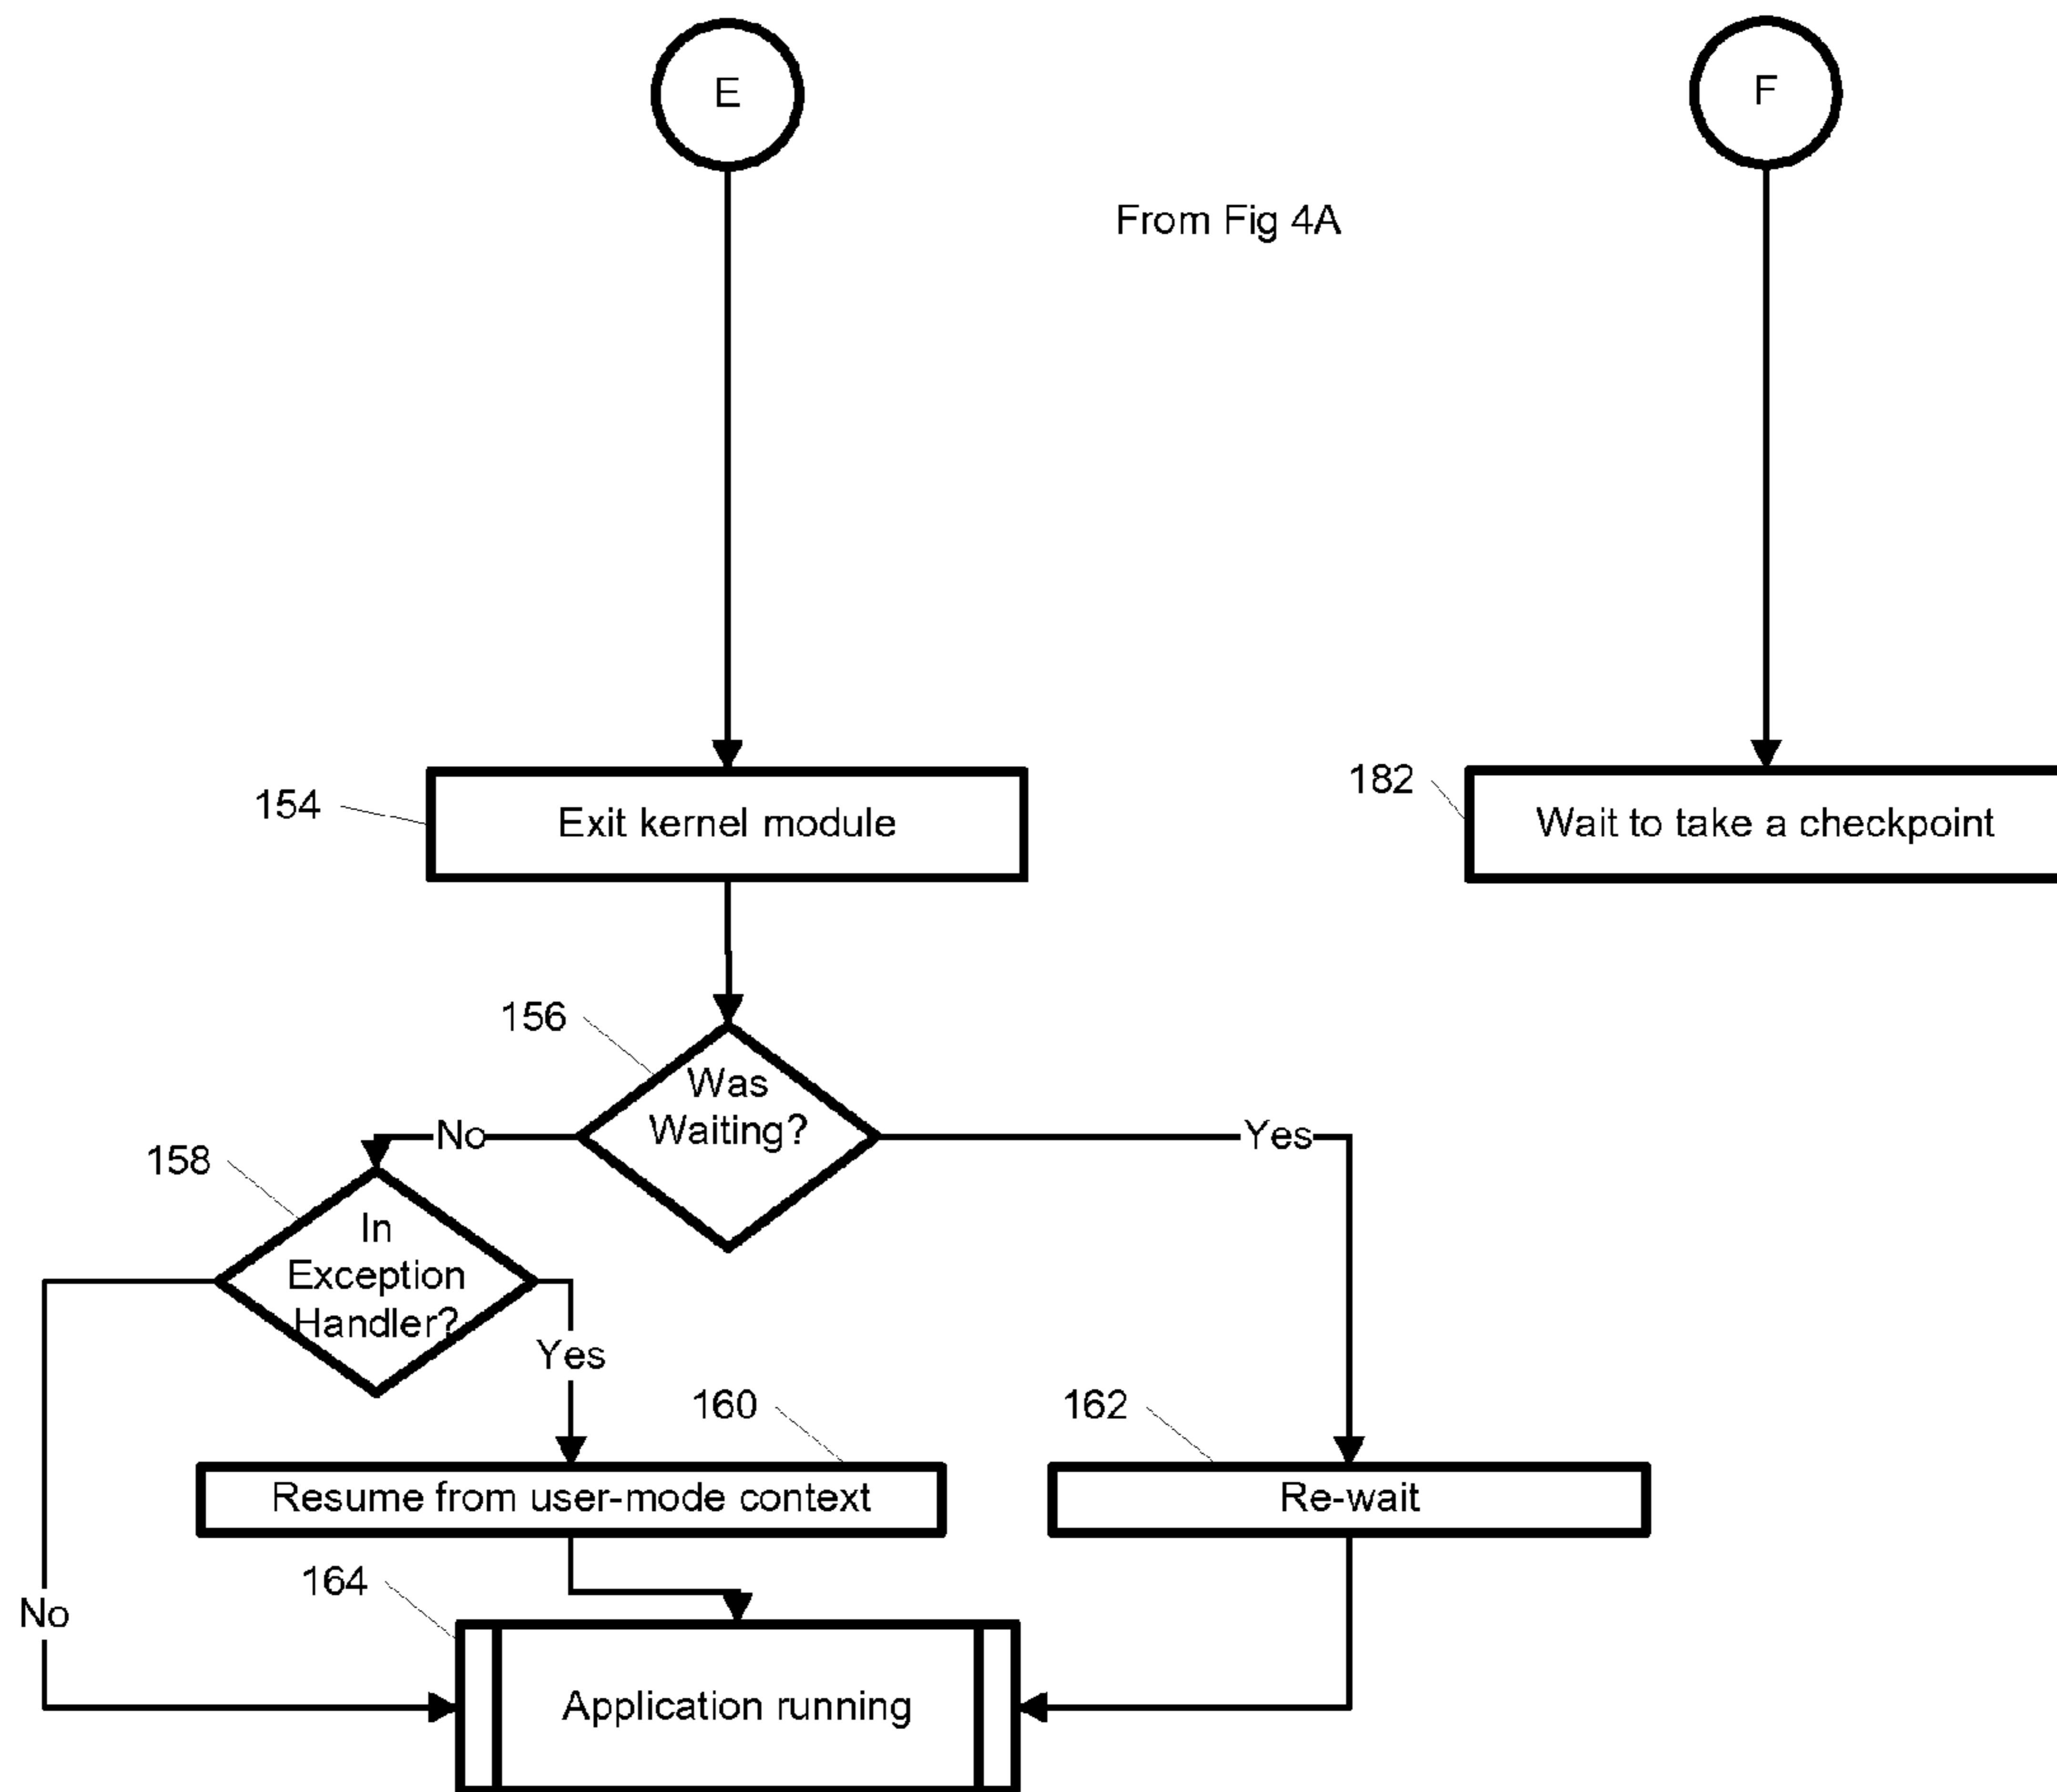 E
F
From Fig 4A
154
Exit kernel module
182
Wait to take a checkpoint
156
Was
Waiting?
No
Yes
158
In
Exception
Handler?
Yes
160
162
Resume from user-mode context
Re-wait
164
No
Application running